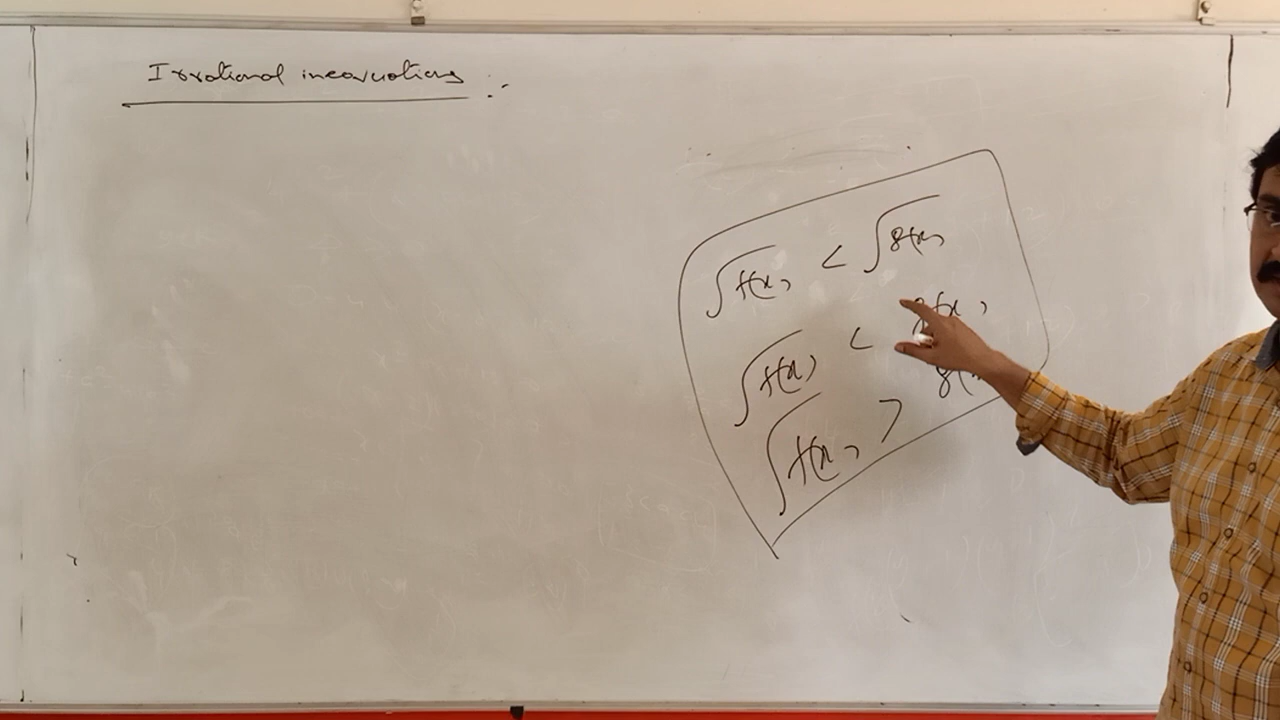 Irrational inequations :-
√f(x) < √g(x)
√f(x) < g(x)
√f(x) > g(x)